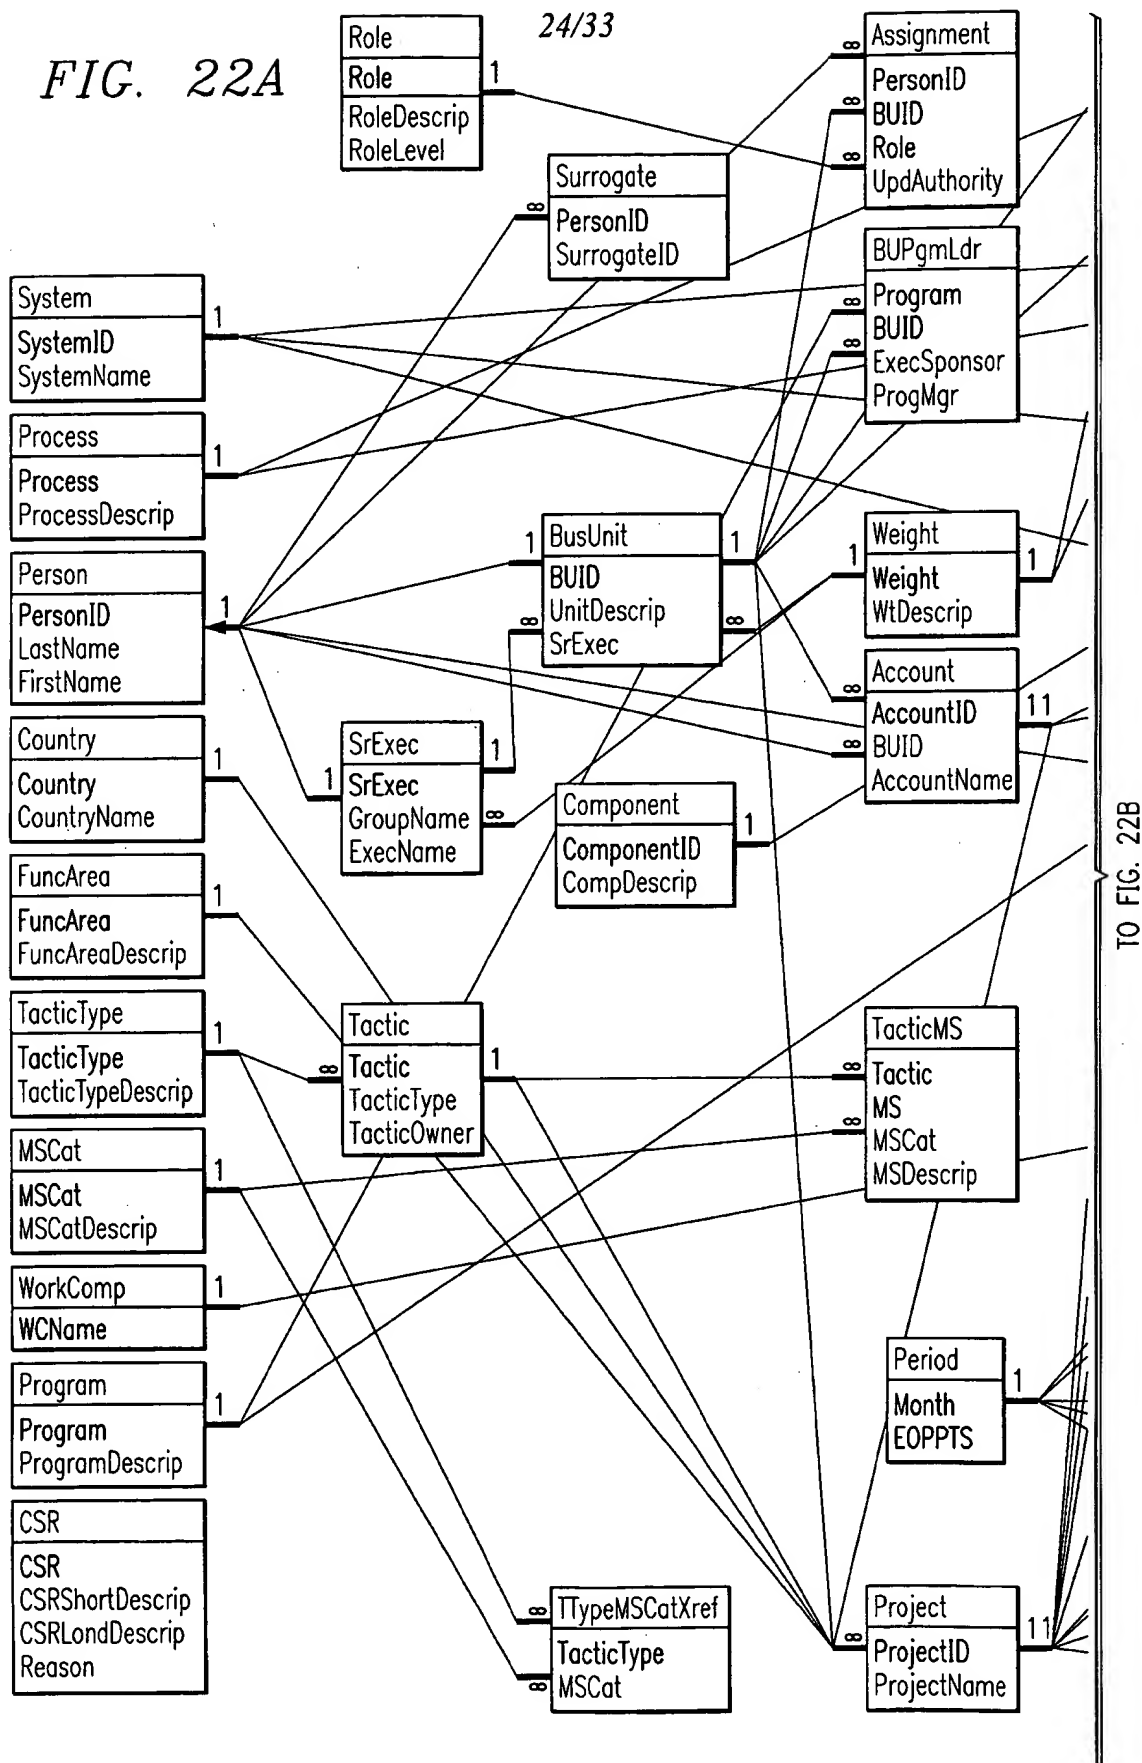 24/33
FIG. 22A
Role
Role
RoleDescrip
RoleLevel
1
Assignment
PersonID
BUID
Role
UpdAuthority
∞
∞
∞
Surrogate
PersonID
SurrogateID
∞
BUPgmLdr
Program
BUID
ExecSponsor
ProgMgr
∞
∞
System
SystemID
SystemName
1
Process
Process
ProcessDescrip
1
Person
PersonID
LastName
FirstName
1
BusUnit
BUID
UnitDescrip
SrExec
1
∞
1
∞
Weight
Weight
WtDescrip
1
1
Account
AccountID
BUID
AccountName
∞
∞
11
Country
Country
CountryName
1
SrExec
SrExec
GroupName
ExecName
1
1
∞
Component
ComponentID
CompDescrip
1
TO FIG. 22B
FuncArea
FuncArea
FuncAreaDescrip
1
TacticType
TacticType
TacticTypeDescrip
1
Tactic
Tactic
TacticType
TacticOwner
∞
1
TacticMS
Tactic
MS
MSCat
MSDescrip
∞
∞
MSCat
MSCat
MSCatDescrip
1
WorkComp
WCName
1
Program
Program
ProgramDescrip
1
Period
Month
EOPPTS
1
CSR
CSR
CSRShortDescrip
CSRLondDescrip
Reason
TTypeMSCatXref
TacticType
MSCat
∞
∞
Project
ProjectID
ProjectName
∞
11